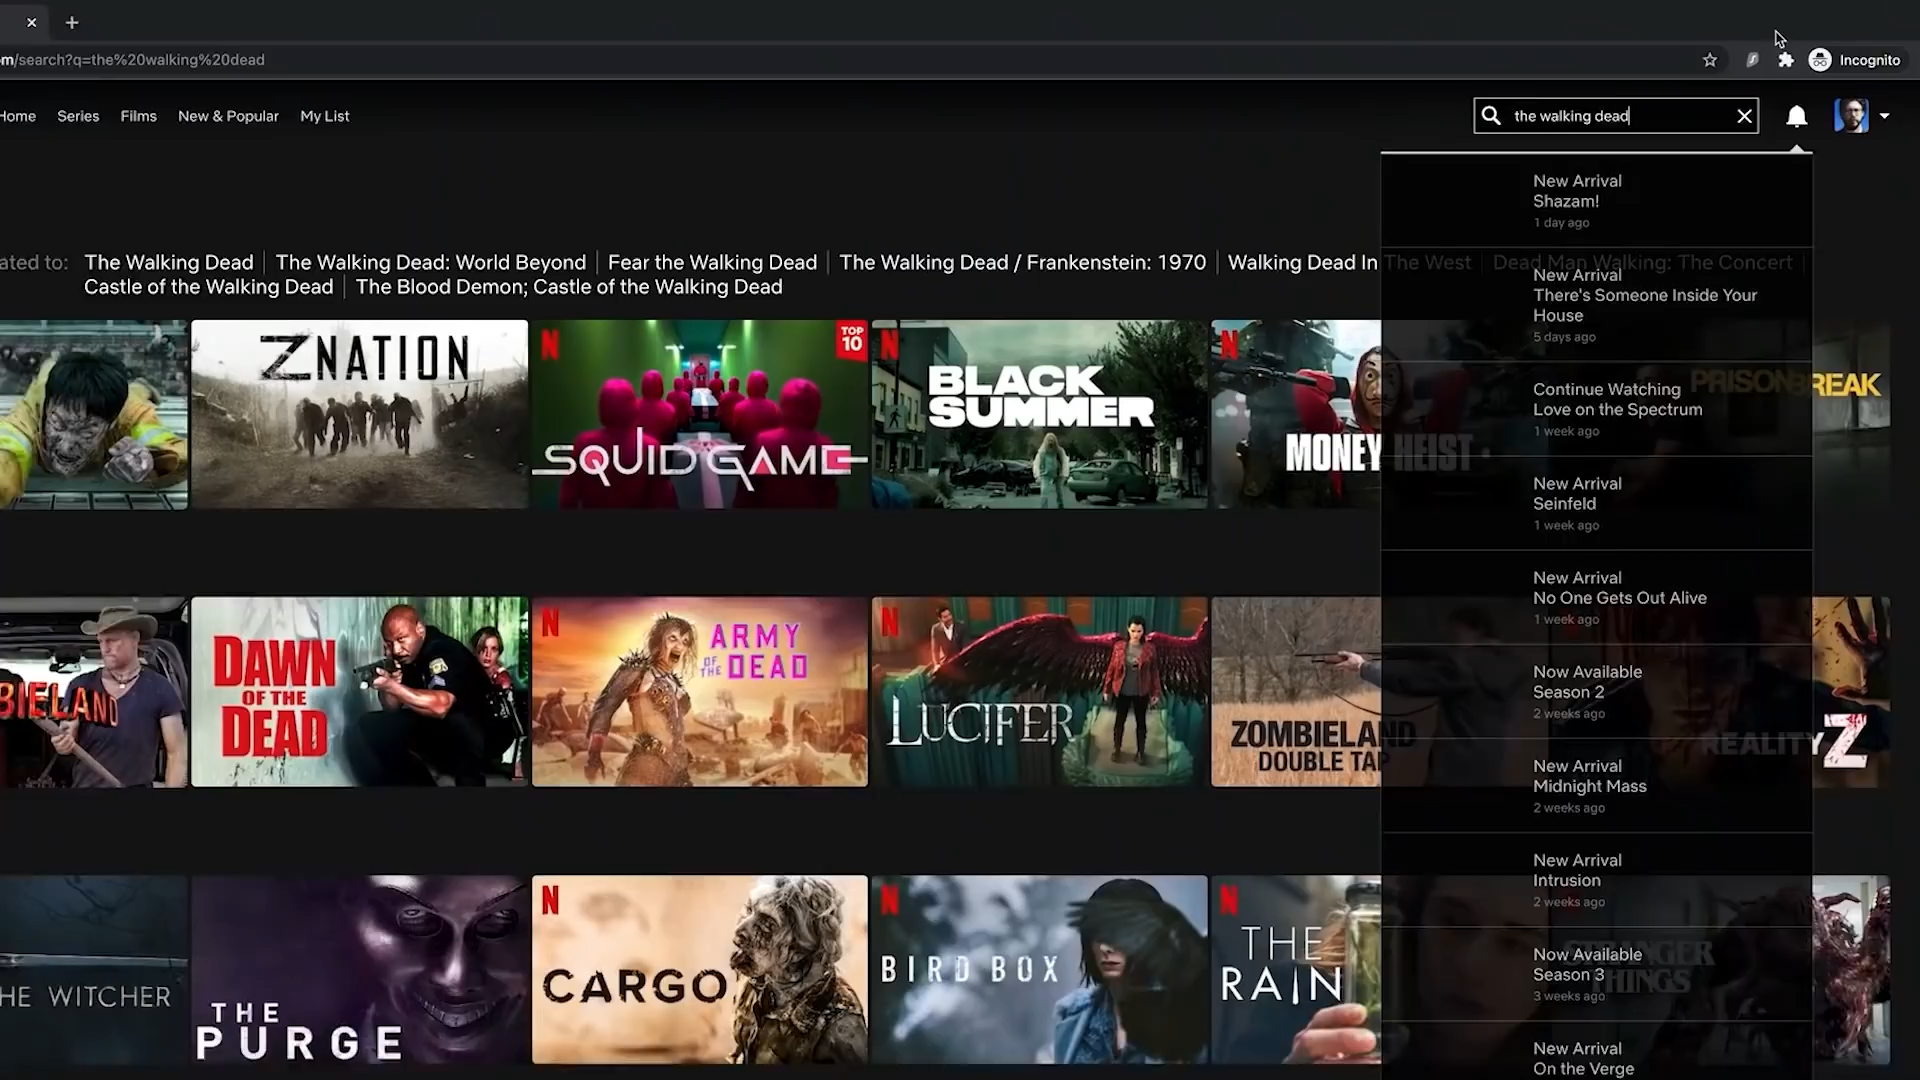 om/search?q=the%20walking%20dead
Incognito
Home Series Films New & Popular My List
the walking dead
ated to: The Walking Dead The Walking Dead: World Beyond Fear the Walking Dead The Walking Dead / Frankenstein: 1970 Walking Dead In The West Dead Man Walking: The Concert
Castle of the Walking Dead The Blood Demon; Castle of the Walking Dead
New Arrival
Shazam!
1 day ago
New Arrival
There's Someone Inside Your
House
5 days ago
Continue Watching
Love on the Spectrum
1 week ago
New Arrival
Seinfeld
1 week ago
New Arrival
No One Gets Out Alive
1 week ago
Now Available
Season 2
2 weeks ago
New Arrival
Midnight Mass
2 weeks ago
New Arrival
Intrusion
2 weeks ago
Now Available
Season 3
3 weeks ago
New Arrival
On the Verge
Z NATION
N
SQUID GAME
TOP
10
N
BLACK
SUMMER
N
MONEY HEIST
PRISON BREAK
BIELAND
DAWN
OF THE
DEAD
N
ARMY
OF THE
DEAD
N
LUCIFER
ZOMBIELAND
DOUBLE TAP
REALITY Z
HE WITCHER
THE
PURGE
N
CARGO
N
BIRD BOX
N
THE
RAIN
STRANGER
THINGS